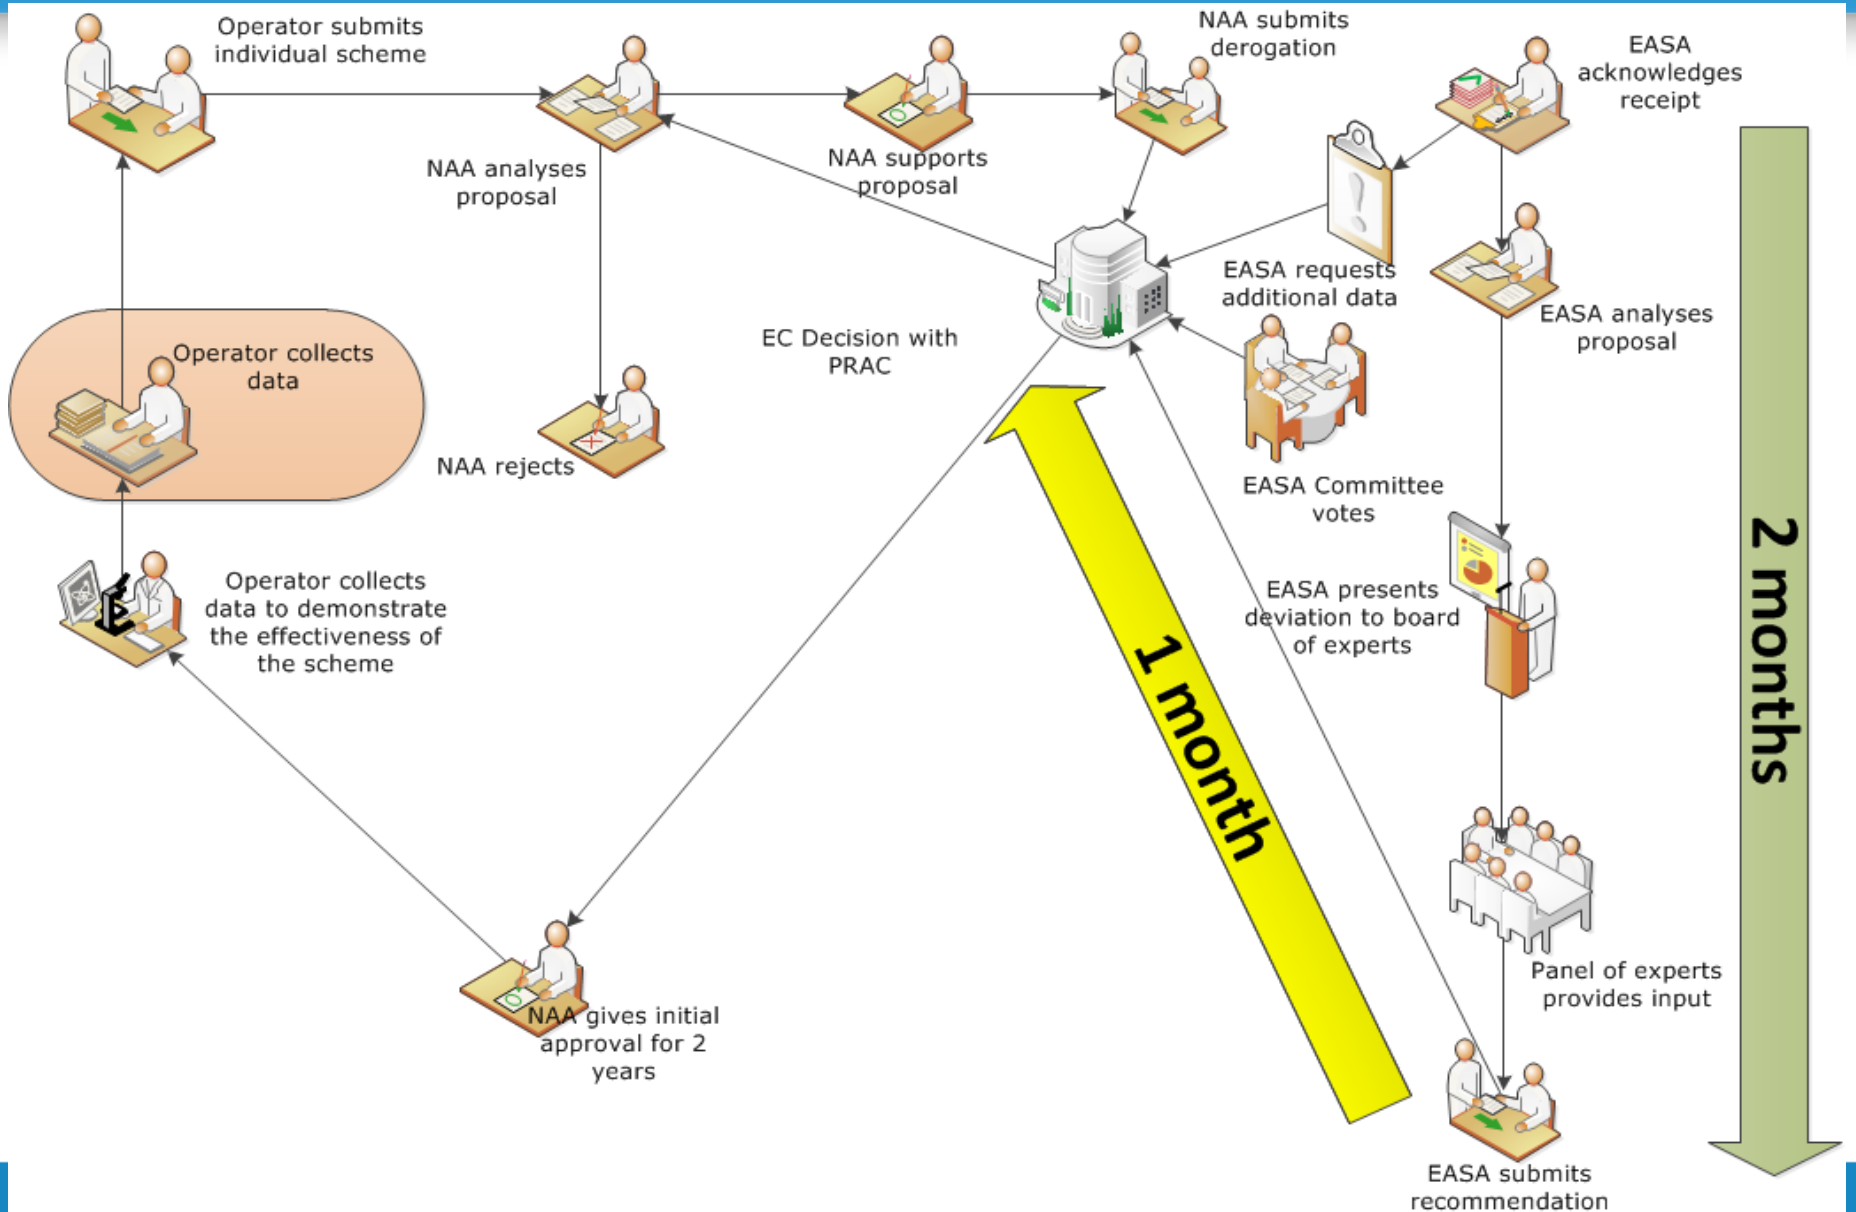 Operator submits
individual scheme
NAA analyses
proposal
NAA supports
proposal
NAA submits
derogation
EASA
acknowledges
receipt
EASA requests
additional data
EASA analyses
proposal
Operator collects
data
EC Decision with
PRAC
NAA rejects
EASA Committee
votes
Operator collects
data to demonstrate
the effectiveness of
the scheme
EASA presents
deviation to board
of experts
1 month
2 months
Panel of experts
provides input
NAA gives initial
approval for 2
years
EASA submits
recommendation